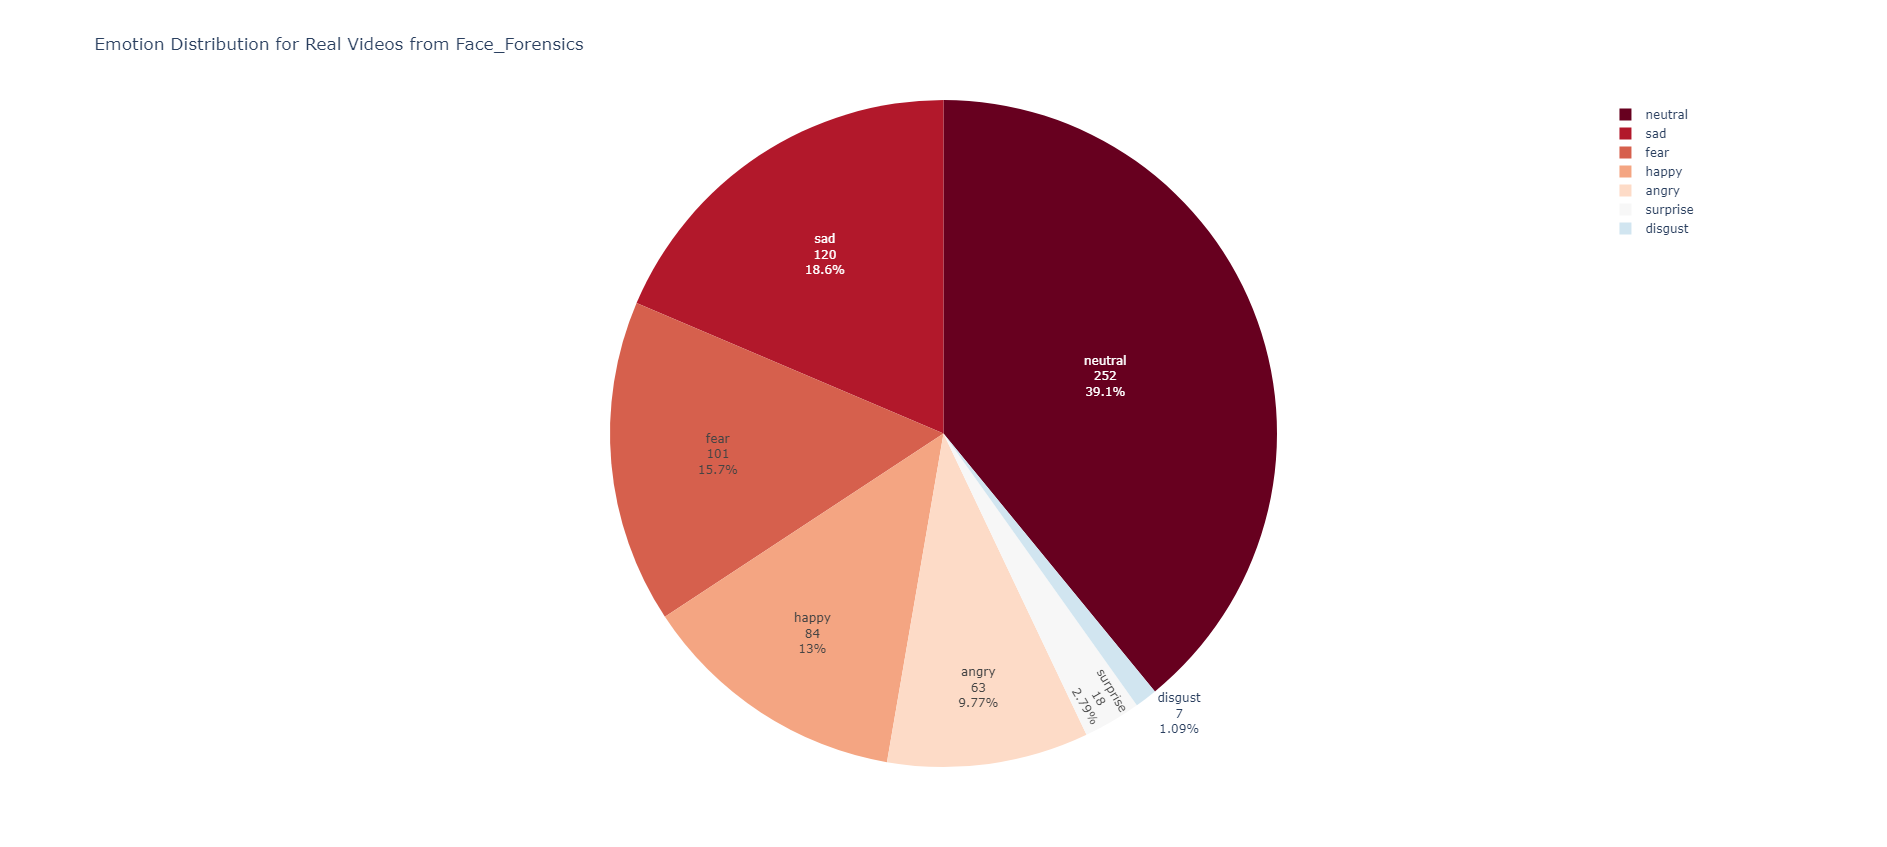 Emotion Distribution for Real Videos from Face_Forensics
neutral
sad
fear
happy
angry
surprise
disgust
sad
120
18.6%
neutral
252
39.1%
fear
101
15.7%
happy
84
13%
angry
63
9.77%
surprise
18
2.79%
disgust
7
1.09%